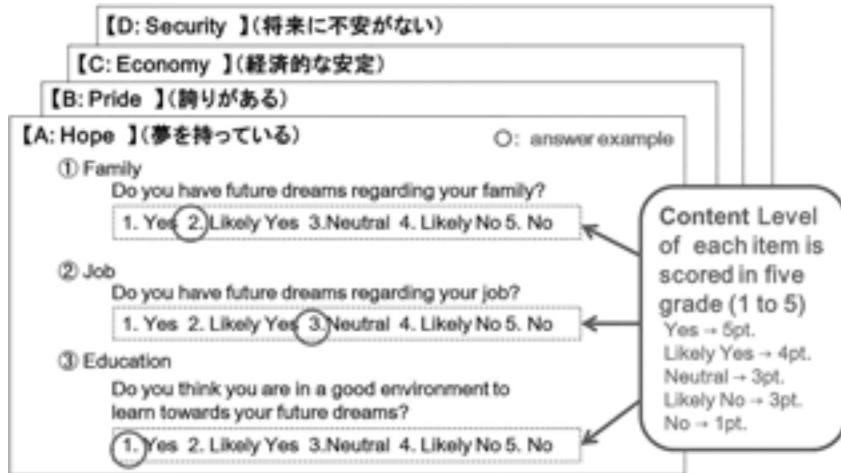 【D: Security 】(将来に不安がない)
【C: Economy 】(経済的な安定)
【B: Pride 】(誇りがある)
【A: Hope 】(夢を持っている)
○: answer example
① Family
Do you have future dreams regarding your family?
1. Yes 2. Likely Yes 3.Neutral 4. Likely No 5. No
② Job
Do you have future dreams regarding your job?
1. Yes 2. Likely Yes 3.Neutral 4. Likely No 5. No
③ Education
Do you think you are in a good environment to
learn towards your future dreams?
1. Yes 2. Likely Yes 3.Neutral 4. Likely No 5. No
Content Level
of each item is
scored in five
grade (1 to 5)
Yes → 5pt.
Likely Yes → 4pt.
Neutral → 3pt.
Likely No → 3pt.
No → 1pt.